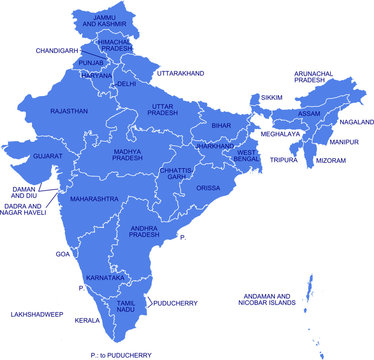 JAMMU
AND KASHMIR
HIMACHAL
PRADESH
CHANDIGARH
PUNJAB
UTTARAKHAND
HARYANA
DELHI
ARUNACHAL
PRADESH
SIKKIM
RAJASTHAN
UTTAR
PRADESH
ASSAM
NAGALAND
BIHAR
MEGHALAYA
MANIPUR
JHARKHAND
GUJARAT
MADHYA
PRADESH
WEST
BENGAL
TRIPURA
MIZORAM
CHHATTIS
GARH
DAMAN
AND DIU
ORISSA
DADRA AND
NAGAR HAVELI
MAHARASHTRA
ANDHRA
PRADESH
P.
GOA
KARNATAKA
P.
ANDAMAN AND
NICOBAR ISLANDS
TAMIL
NADU
PUDUCHERRY
LAKHSHADWEEP
KERALA
P.: to PUDUCHERRY